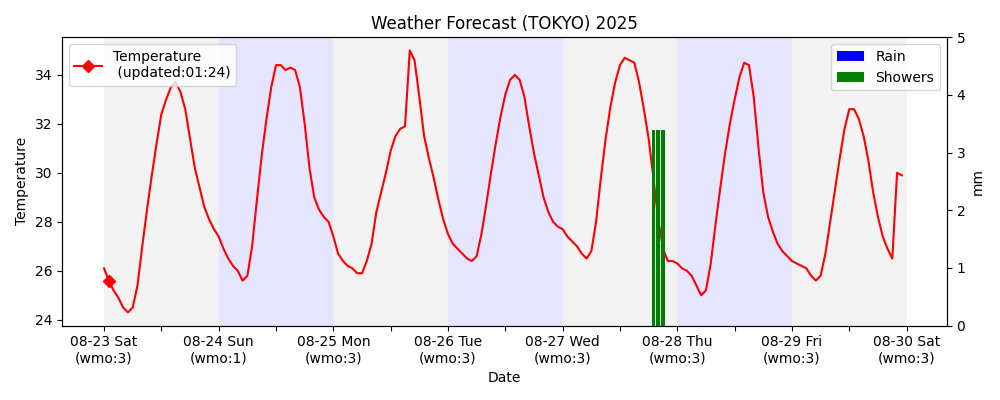 Weather Forecast (TOKYO) 2025
Temperature
(updated:01:24)
Rain
Showers
Temperature
34
32
30
28
26
24
5
4
3
2
1
0
mm
08-23 Sat
(wmo:3)
08-24 Sun
(wmo:1)
08-25 Mon
(wmo:3)
08-26 Tue
(wmo:3)
08-27 Wed
(wmo:3)
08-28 Thu
(wmo:3)
08-29 Fri
(wmo:3)
08-30 Sat
(wmo:3)
Date